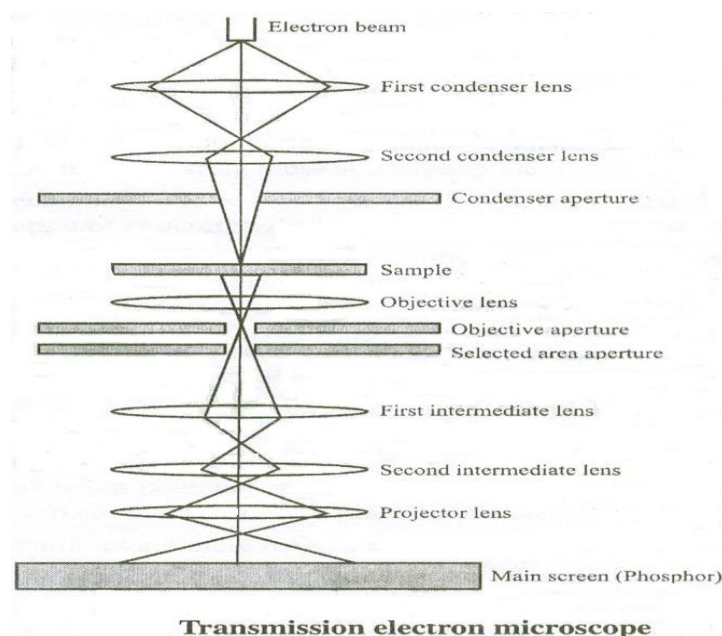 Electron beam
First condenser lens
Second condenser lens
Condenser aperture
Sample
Objective lens
Objective aperture
Selected area aperture
First intermediate lens
Second intermediate lens
Projector lens
Main screen (Phosphor)
Transmission electron microscope